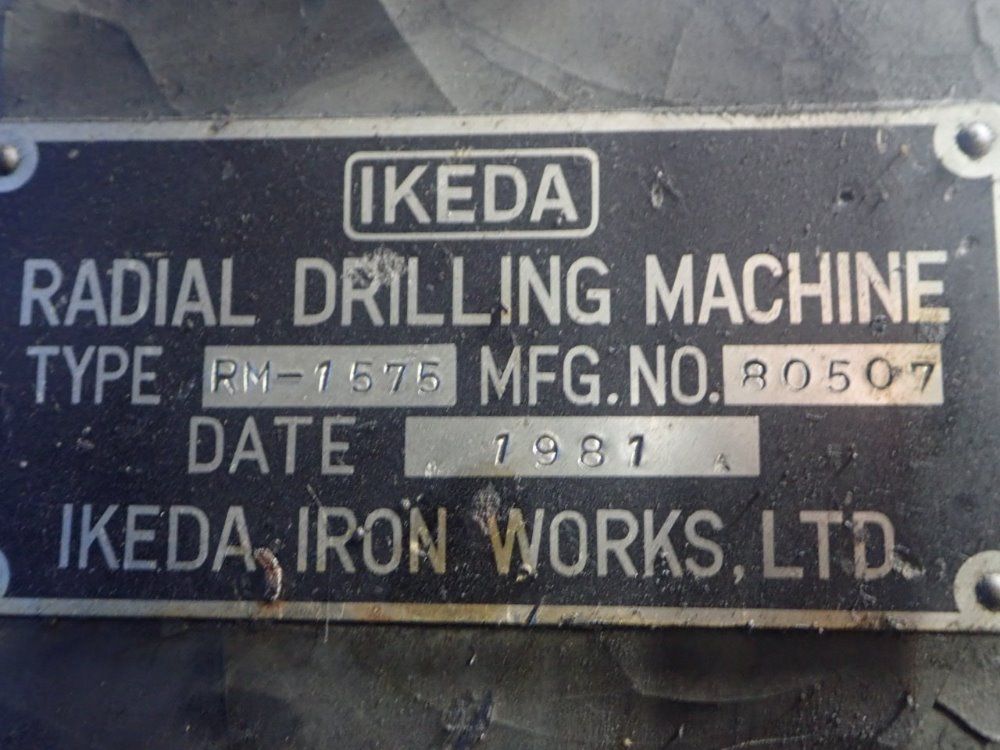 IKEDA
RADIAL DRILLING MACHINE
TYPE RM-1575 MFG.NO. 80507
DATE 1981
IKEDA IRON WORKS, LTD